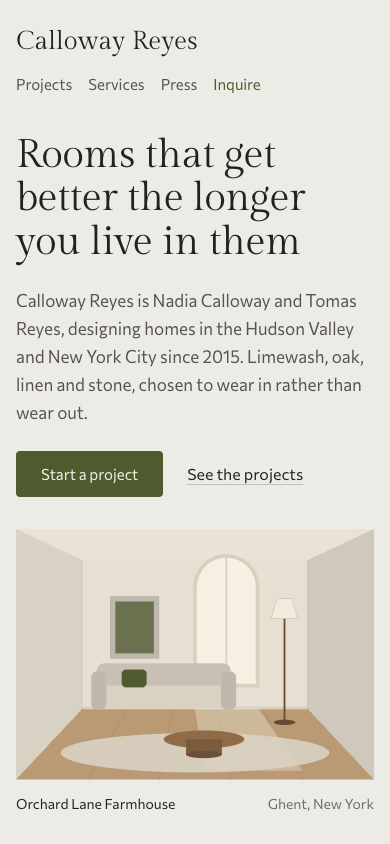 Calloway Reyes
Projects Services Press Inquire
Rooms that get
better the longer
you live in them
Calloway Reyes is Nadia Calloway and Tomas
Reyes, designing homes in the Hudson Valley
and New York City since 2015. Limewash, oak,
linen and stone, chosen to wear in rather than
wear out.
Start a project See the projects
Orchard Lane Farmhouse Ghent, New York